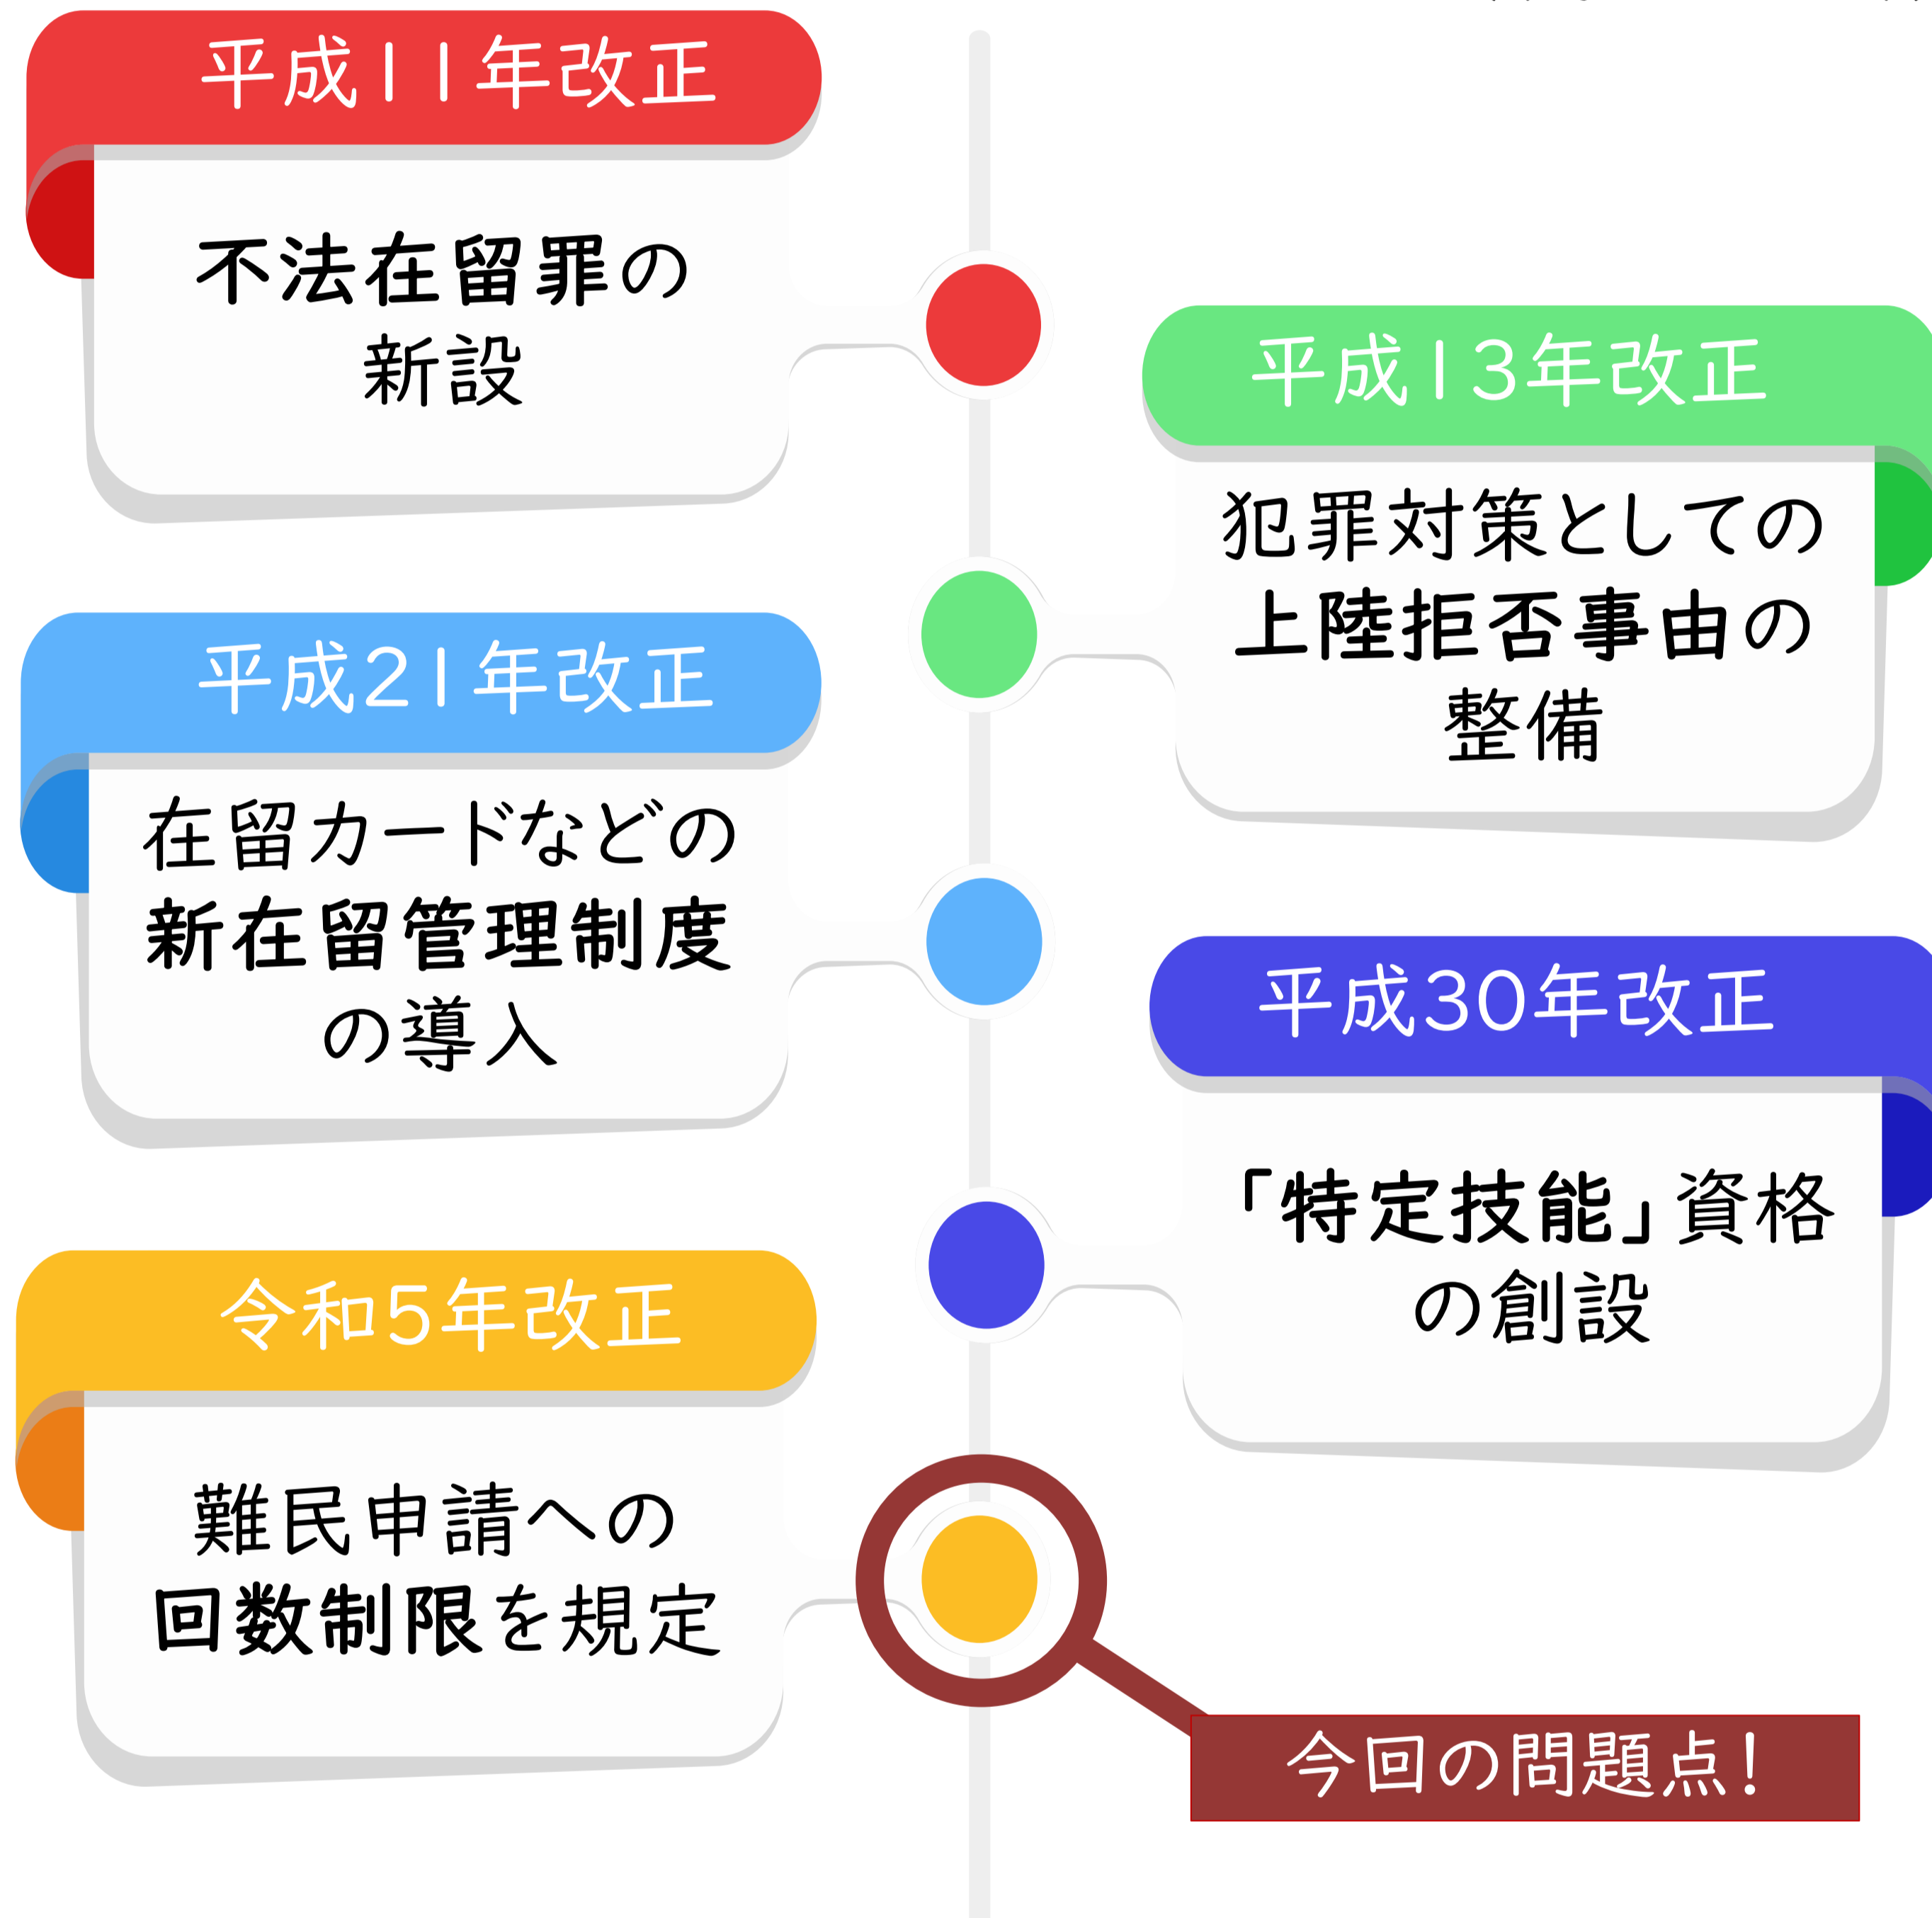 平成11年改正
不法在留罪の
新設
平成13年改正
犯罪対策としての
上陸拒否事由の
整備
平成21年改正
在留カードなどの
新在留管理制度
の導入
平成30年改正
「特定技能」資格
の創設
令和5年改正
難民申請への
回数制限を規定
今回の問題点！